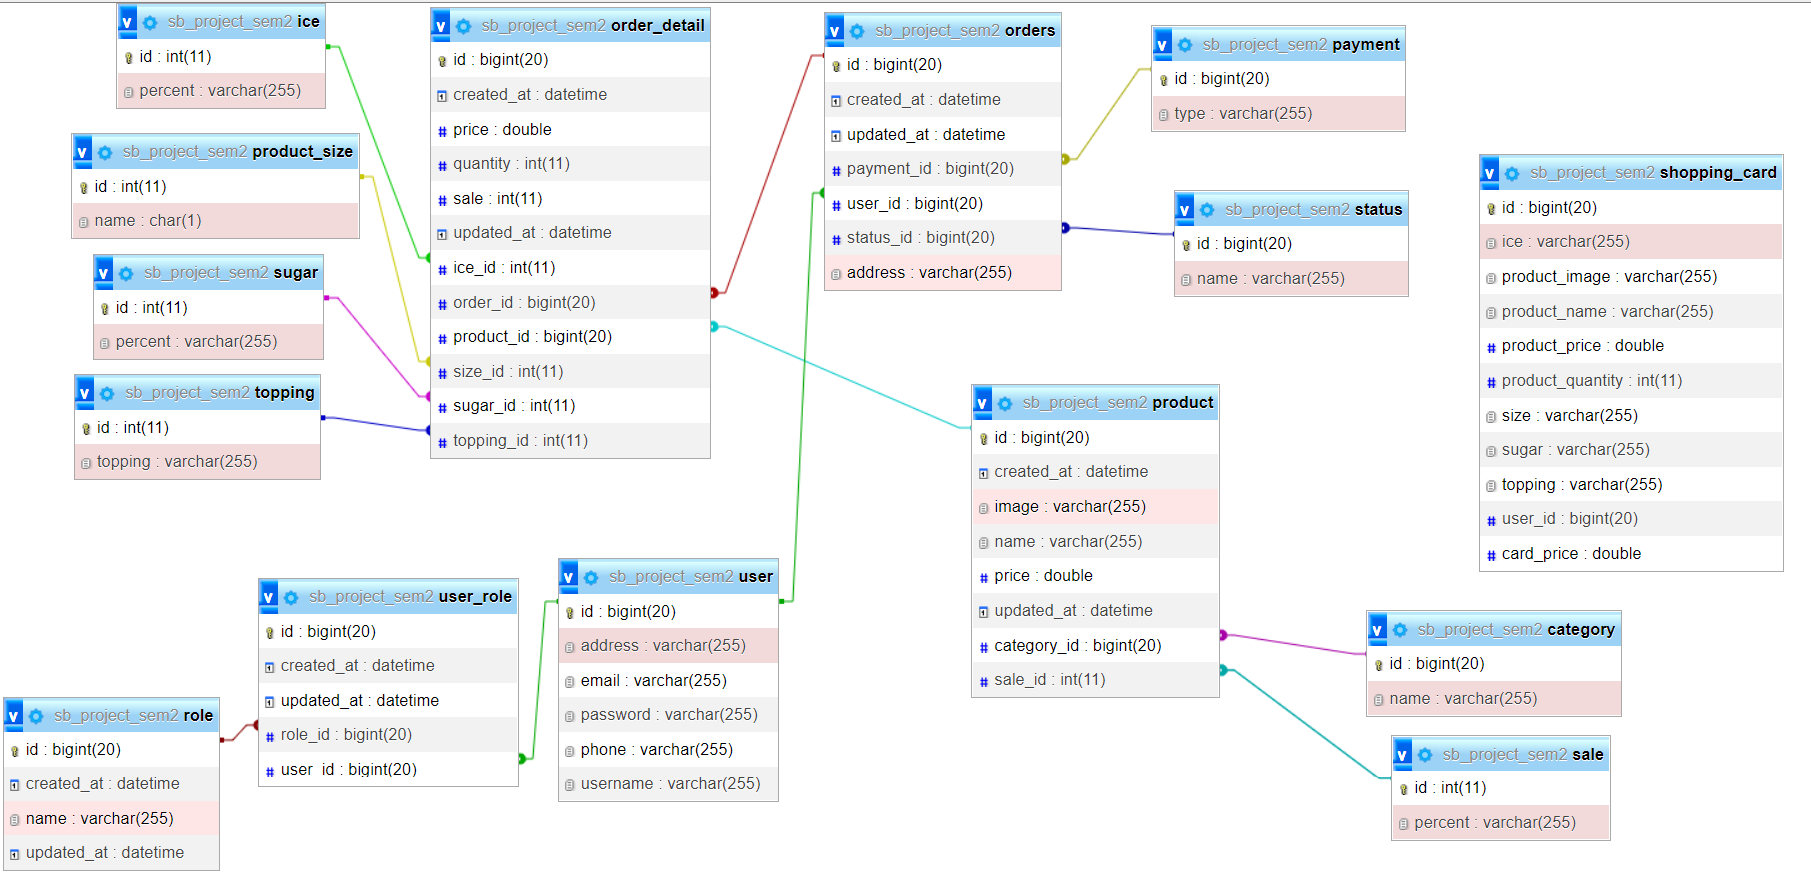 sb_project_sem2 ice
id : int(11)
percent : varchar(255)
sb_project_sem2 product_size
id : int(11)
name : char(1)
sb_project_sem2 sugar
id : int(11)
percent : varchar(255)
sb_project_sem2 topping
id : int(11)
topping : varchar(255)
sb_project_sem2 order_detail
id : bigint(20)
created_at : datetime
price : double
quantity : int(11)
sale : int(11)
updated_at : datetime
ice_id : int(11)
order_id : bigint(20)
product_id : bigint(20)
size_id : int(11)
sugar_id : int(11)
topping_id : int(11)
sb_project_sem2 orders
id : bigint(20)
created_at : datetime
updated_at : datetime
payment_id : bigint(20)
user_id : bigint(20)
status_id : bigint(20)
address : varchar(255)
sb_project_sem2 payment
id : bigint(20)
type : varchar(255)
sb_project_sem2 status
id : bigint(20)
name : varchar(255)
sb_project_sem2 shopping_card
id : bigint(20)
ice : varchar(255)
product_image : varchar(255)
product_name : varchar(255)
product_price : double
product_quantity : int(11)
size : varchar(255)
sugar : varchar(255)
topping : varchar(255)
user_id : bigint(20)
card_price : double
sb_project_sem2 product
id : bigint(20)
created_at : datetime
image : varchar(255)
name : varchar(255)
price : double
updated_at : datetime
category_id : bigint(20)
sale_id : int(11)
sb_project_sem2 category
id : bigint(20)
name : varchar(255)
sb_project_sem2 sale
id : int(11)
percent : varchar(255)
sb_project_sem2 user
id : bigint(20)
address : varchar(255)
email : varchar(255)
password : varchar(255)
phone : varchar(255)
username : varchar(255)
sb_project_sem2 user_role
id : bigint(20)
created_at : datetime
updated_at : datetime
role_id : bigint(20)
user_id : bigint(20)
sb_project_sem2 role
id : bigint(20)
created_at : datetime
name : varchar(255)
updated_at : datetime